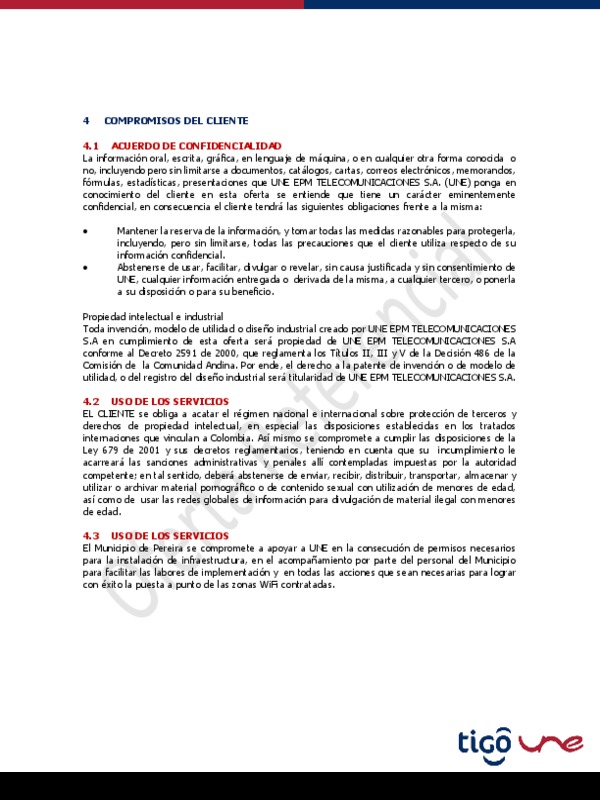 4 COMPROMISOS DEL CLIENTE
4.1 ACUERDO DE CONFIDENCIALIDAD
La información oral, escrita, gráfica, en lenguaje de máquina, o en cualquier otra forma conocida o
no, incluyendo pero sin limitarse a documentos, catálogos, cartas, correos electrónicos, memorandos,
fórmulas, estadísticas, presentaciones que UNE EPM TELECOMUNICACIONES S.A. (UNE) ponga en
conocimiento del cliente en esta oferta se entiende que tiene un carácter eminentemente
confidencial, en consecuencia el cliente tendrá las siguientes obligaciones frente a la misma:
• Mantener la reserva de la información, y tomar todas las medidas razonables para protegerla,
incluyendo, pero sin limitarse, todas las precauciones que el cliente utiliza respecto de su
información confidencial.
• Abstenerse de usar, facilitar, divulgar o revelar, sin causa justificada y sin consentimiento de
UNE, cualquier información entregada o derivada de la misma, a cualquier tercero, o ponerla
a su disposición o para su beneficio.
Propiedad intelectual e industrial
Toda invención, modelo de utilidad o diseño industrial creado por UNE EPM TELECOMUNICACIONES
S.A en cumplimiento de esta oferta será propiedad de UNE EPM TELECOMUNICACIONES S.A
conforme al Decreto 2591 de 2000, que reglamenta los Títulos II, III y V de la Decisión 486 de la
Comisión de la Comunidad Andina. Por ende, el derecho a la patente de invención o de modelo de
utilidad, o del registro del diseño industrial será titularidad de UNE EPM TELECOMUNICACIONES S.A.
4.2 USO DE LOS SERVICIOS
EL CLIENTE se obliga a acatar el régimen nacional e internacional sobre protección de terceros y
derechos de propiedad intelectual, en especial las disposiciones establecidas en los tratados
internaciones que vinculan a Colombia. Así mismo se compromete a cumplir las disposiciones de la
Ley 679 de 2001 y sus decretos reglamentarios, teniendo en cuenta que su incumplimiento le
acarreará las sanciones administrativas y penales allí contempladas impuestas por la autoridad
competente; en tal sentido, deberá abstenerse de enviar, recibir, distribuir, transportar, almacenar y
utilizar o archivar material pornográfico o de contenido sexual con utilización de menores de edad,
así como de usar las redes globales de información para divulgación de material ilegal con menores
de edad.
4.3 USO DE LOS SERVICIOS
El Municipio de Pereira se compromete a apoyar a UNE en la consecución de permisos necesarios
para la instalación de infraestructura, en el acompañamiento por parte del personal del Municipio
para facilitar las labores de implementación y en todas las acciones que sean necesarias para lograr
con éxito la puesta a punto de las zonas WiFi contratadas.
Oferta Referencial
tigo une